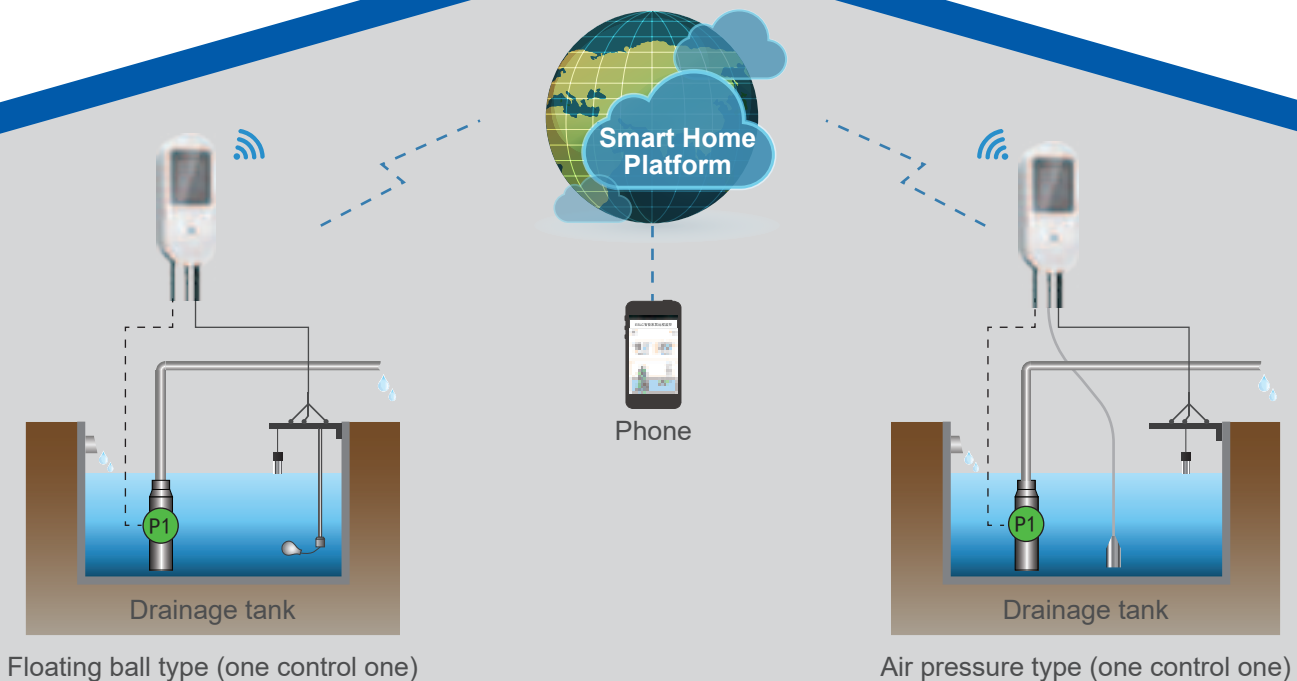 Smart Home
Platform
Phone
P1
P1
Drainage tank
Drainage tank
Floating ball type (one control one)
Air pressure type (one control one)